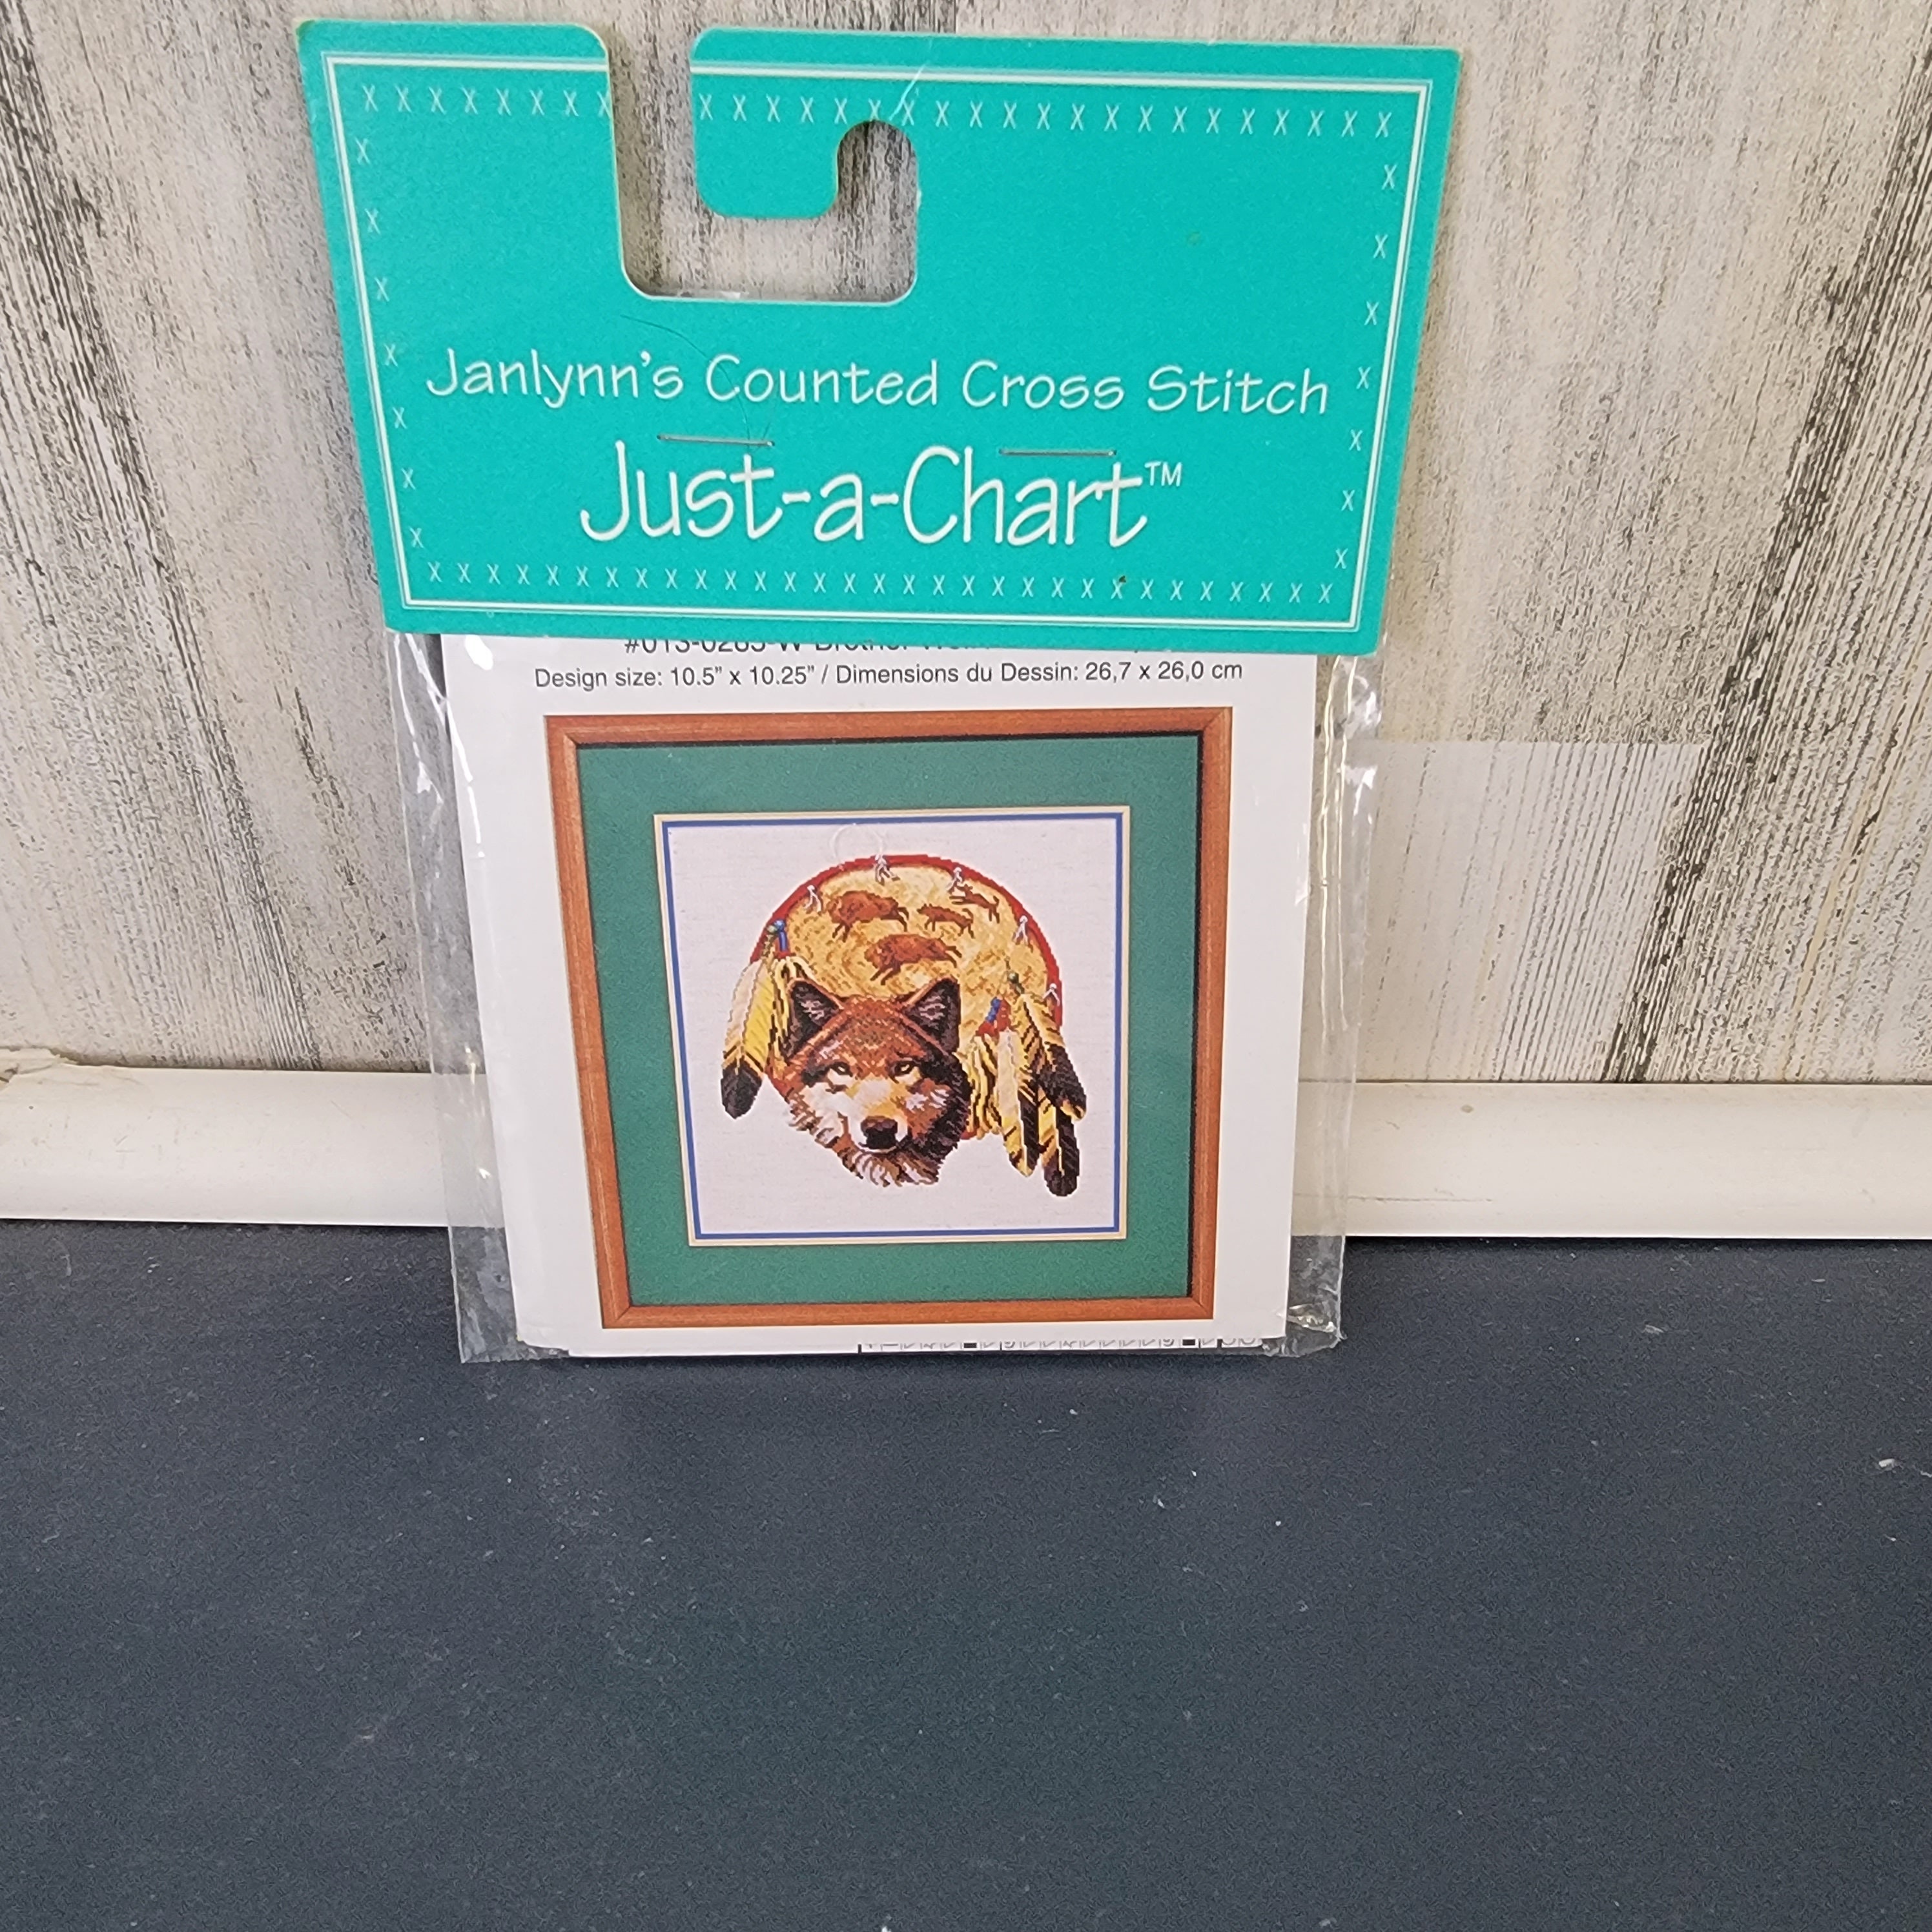 Janlynn's Counted Cross Stitch
Just-a-Chart™
Brother
Design size: 10.5" x 10.25" / Dimensions du Dessin: 26,7 x 26,0 cm